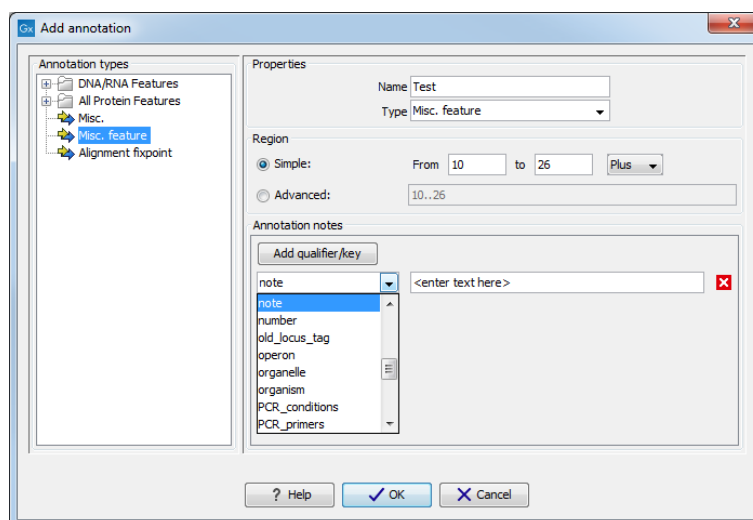 Gx Add annotation
Annotation types
DNA/RNA Features
All Protein Features
Misc.
Misc. feature
Alignment fixpoint
Properties
Name Test
Type Misc. feature
Region
Simple: From 10 to 26 Plus
Advanced: 10..26
Annotation notes
Add qualifier/key
note <enter text here>
note
number
old_locus_tag
operon
organelle
organism
PCR_conditions
PCR_primers
? Help OK Cancel